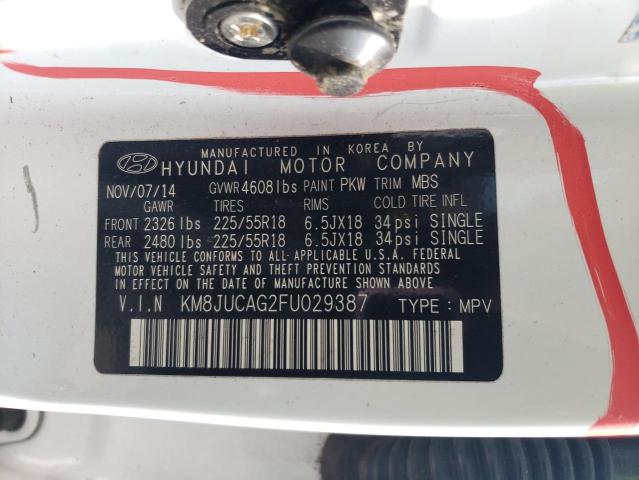 MANUFACTURED IN KOREA BY
HYUNDAI MOTOR COMPANY
NOV/07/14 GVWR 4608 lbs PAINT PKW TRIM MBS
GAWR TIRES RIMS COLD TIRE INFL
FRONT 2326 lbs 225/55R18 6.5JX18 34psi SINGLE
REAR 2480 lbs 225/55R18 6.5JX18 34psi SINGLE
THIS VEHICLE CONFORMS TO ALL-APPLICABLE U.S.A. FEDERAL
MOTOR VEHICLE SAFETY, BUMPER, AND THEFT PREVENTION STANDARDS
IN EFFECT ON THE DATE OF MANUFACTURE SHOWN ABOVE.
V.I.N KM8JUCAG2FU029387 TYPE : MPV